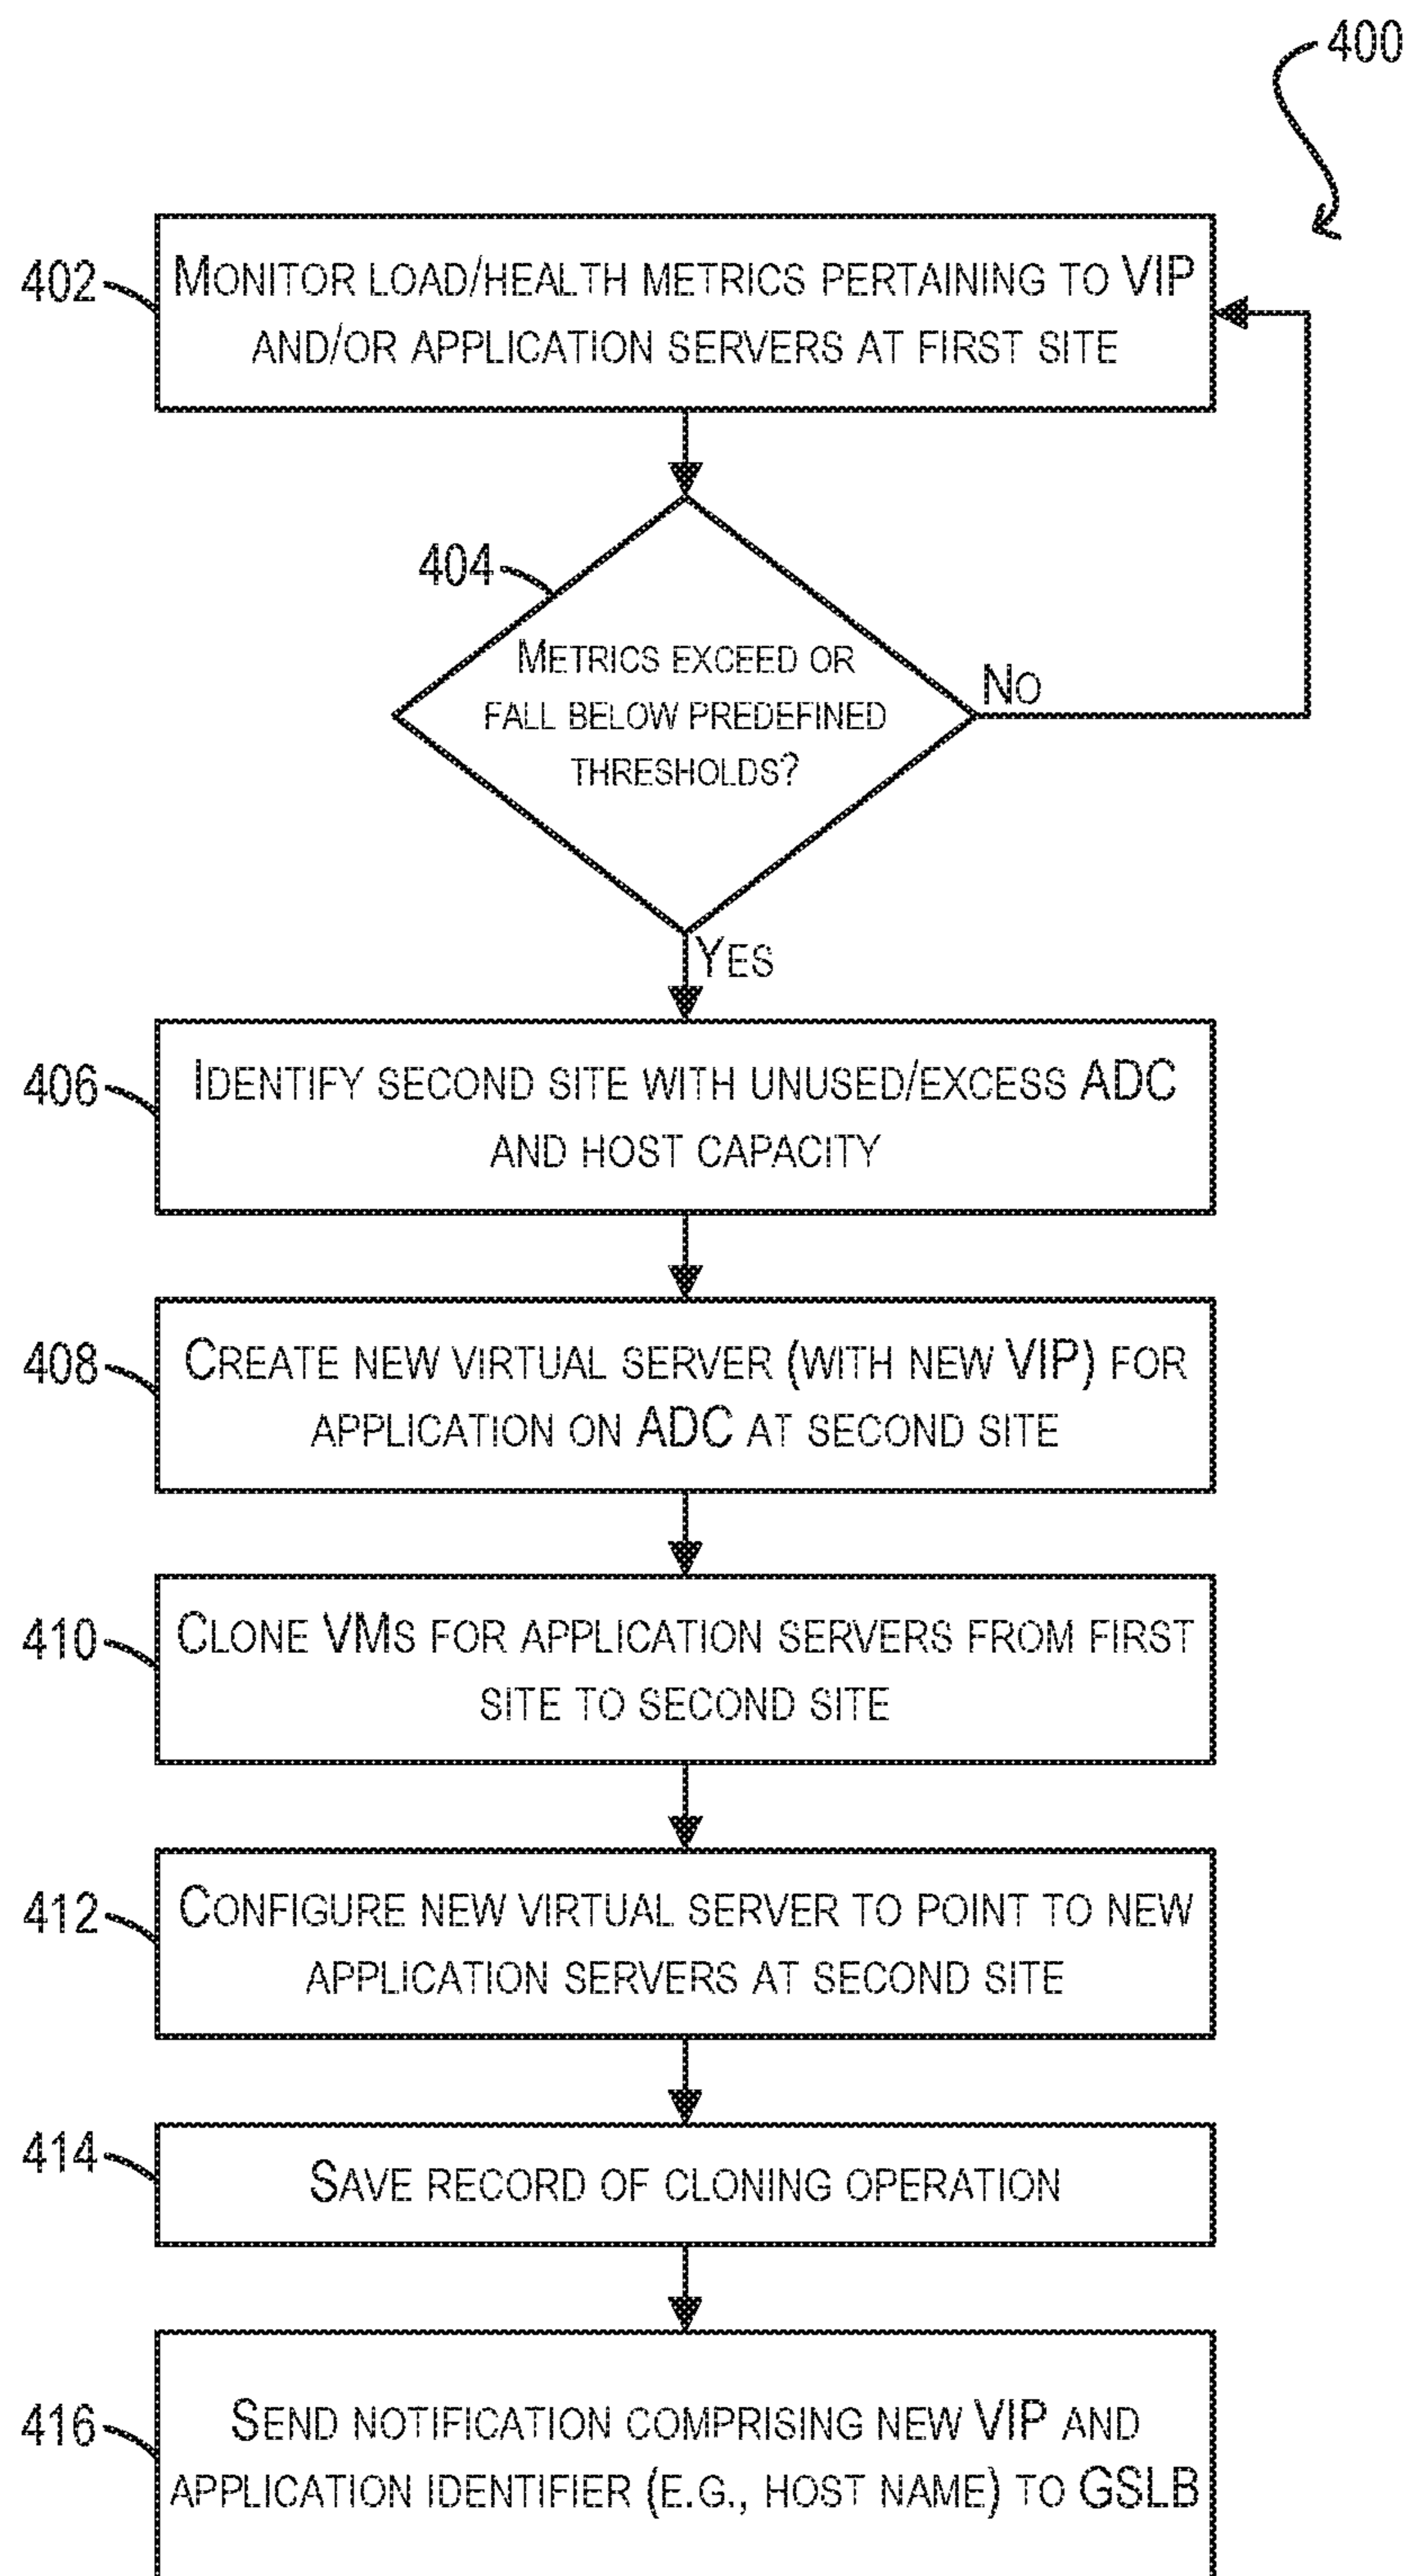 400
402
MONITOR LOAD/HEALTH METRICS PERTAINING TO VIP
AND/OR APPLICATION SERVERS AT FIRST SITE
404
METRICS EXCEED OR
FALL BELOW PREDEFINED
THRESHOLDS?
NO
YES
406
IDENTIFY SECOND SITE WITH UNUSED/EXCESS ADC
AND HOST CAPACITY
408
CREATE NEW VIRTUAL SERVER (WITH NEW VIP) FOR
APPLICATION ON ADC AT SECOND SITE
410
CLONE VMS FOR APPLICATION SERVERS FROM FIRST
SITE TO SECOND SITE
412
CONFIGURE NEW VIRTUAL SERVER TO POINT TO NEW
APPLICATION SERVERS AT SECOND SITE
414
SAVE RECORD OF CLONING OPERATION
416
SEND NOTIFICATION COMPRISING NEW VIP AND
APPLICATION IDENTIFIER (E.G., HOST NAME) TO GSLB